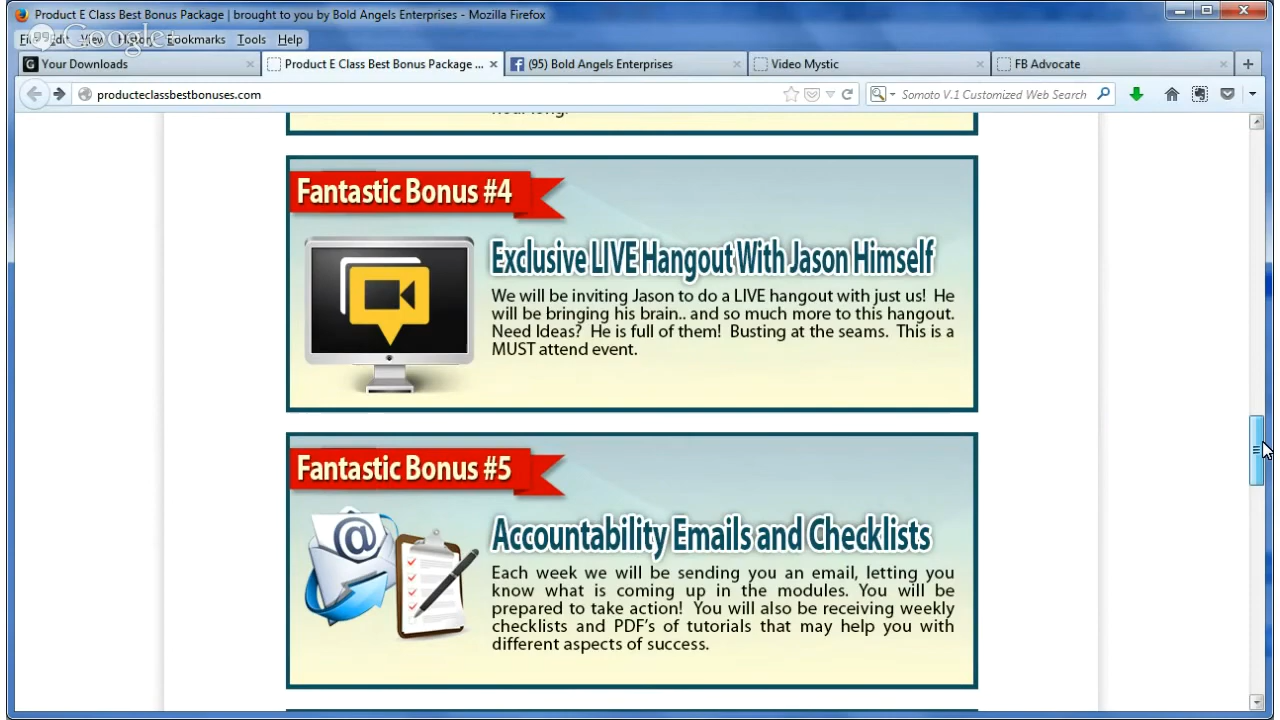 Product E Class Best Bonus Package | brought to you by Bold Angels Enterprises - Mozilla Firefox
File Edit View History Bookmarks Tools Help
Google+
Your Downloads
Product E Class Best Bonus Package ...
(95) Bold Angels Enterprises
Video Mystic
FB Advocate
producteclassbestbonuses.com
Somoto V.1 Customized Web Search
Fantastic Bonus #4
Exclusive LIVE Hangout With Jason Himself
We will be inviting Jason to do a LIVE hangout with just us! He
will be bringing his brain.. and so much more to this hangout.
Need Ideas? He is full of them! Busting at the seams. This is a
MUST attend event.
Fantastic Bonus #5
Accountability Emails and Checklists
Each week we will be sending you an email, letting you
know what is coming up in the modules. You will be
prepared to take action! You will also be receiving weekly
checklists and PDF's of tutorials that may help you with
different aspects of success.